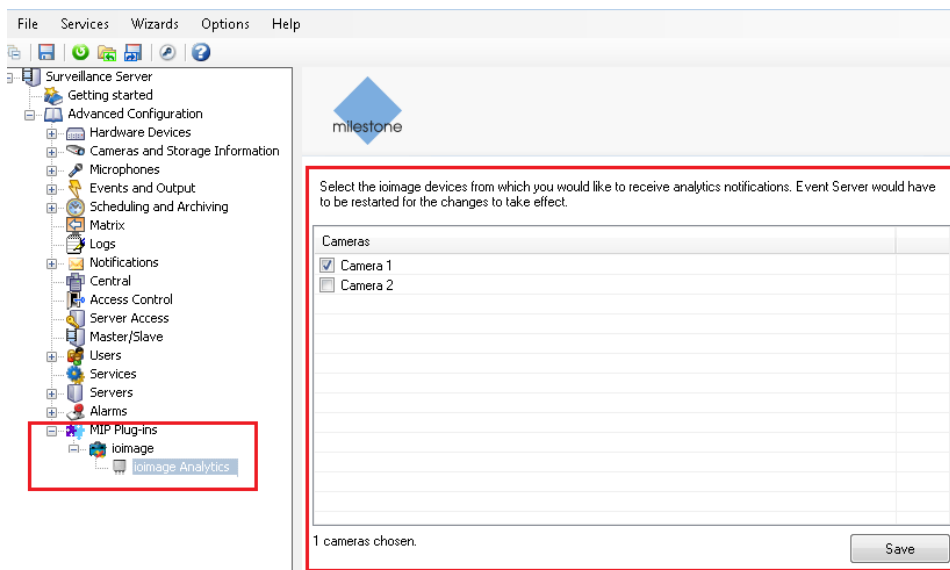 File Services Wizards Options Help
Surveillance Server
Getting started
Advanced Configuration
Hardware Devices
Cameras and Storage Information
Microphones
Events and Output
Scheduling and Archiving
Matrix
Logs
Notifications
Central
Access Control
Server Access
Master/Slave
Users
Services
Servers
Alarms
MIP Plug-ins
ioimage
ioimage Analytics
milestone
Select the ioimage devices from which you would like to receive analytics notifications. Event Server would have
to be restarted for the changes to take effect.
Cameras
Camera 1
Camera 2
1 cameras chosen.
Save